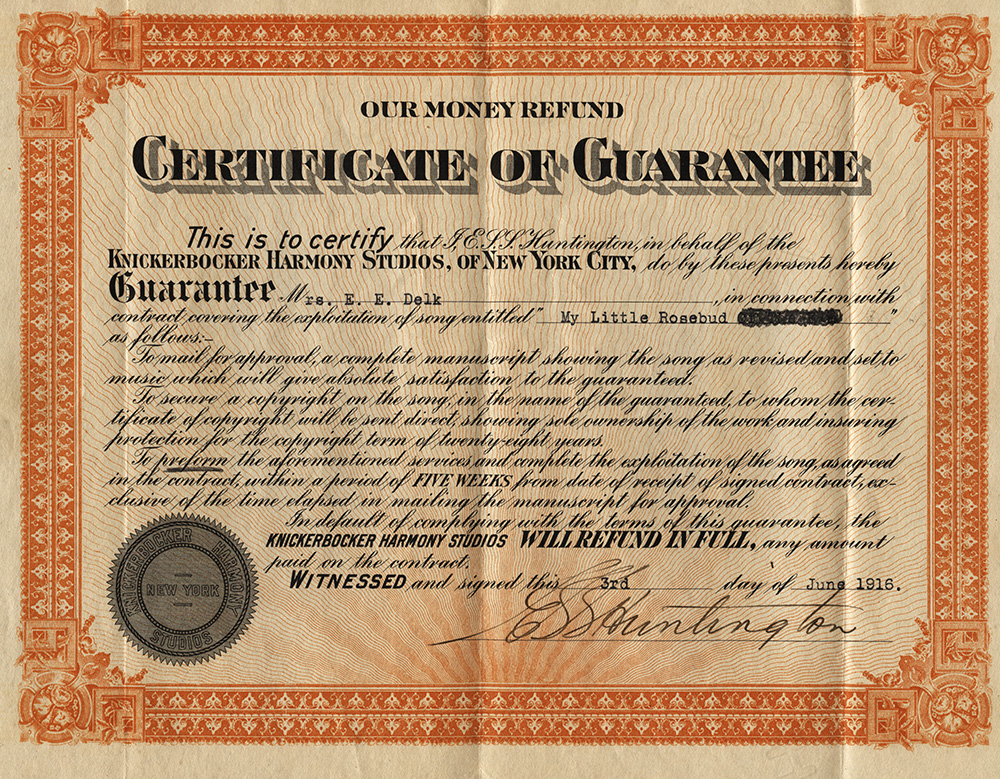 OUR MONEY REFUND
CERTIFICATE OF GUARANTEE
This is to certify that I, E. S. S. Huntington, in behalf of the
KNICKERBOCKER HARMONY STUDIOS, OF NEW YORK CITY, do by these presents hereby
Guarantee Mrs. E. E. Delk, in connection with
contract covering the exploitation of song entitled " My Little Rosebud "
as follows:-
To mail for approval, a complete manuscript showing the song as revised and set to
music which will give absolute satisfaction to the guaranteed.
To secure a copyright on the song, in the name of the guaranteed, to whom the cer-
tificate of copyright will be sent direct, showing sole ownership of the work and insuring
protection for the copyright term of twenty-eight years.
To preform the aforementioned services and complete the exploitation of the song, as agreed
in the contract, within a period of FIVE WEEKS from date of receipt of signed contract, ex-
clusive of the time elapsed in mailing the manuscript for approval.
In default of complying with the terms of this guarantee, the
KNICKERBOCKER HARMONY STUDIOS WILL REFUND IN FULL, any amount
paid on the contract.
WITNESSED and signed this 3rd day of June 1916.
E S S Huntington
KNICKERBOCKER HARMONY
NEW YORK
STUDIOS